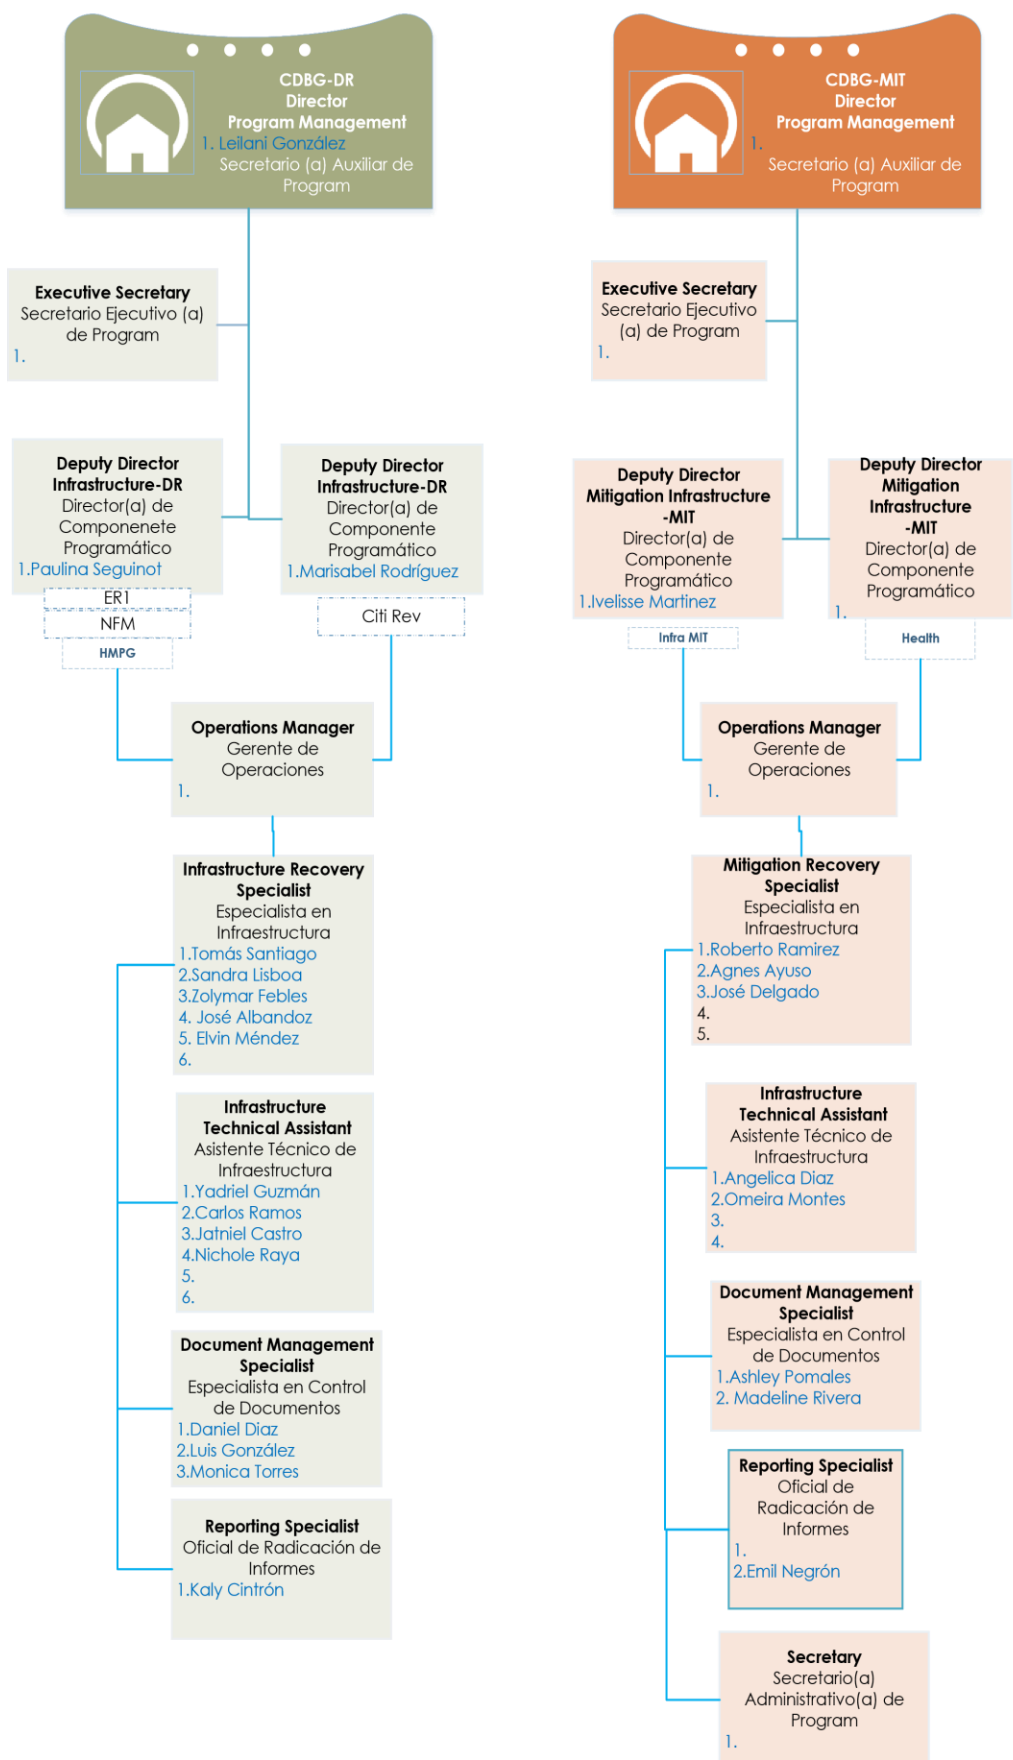 CDBG-DR
Director
Program Management
1. Leilani González
Secretario (a) Auxiliar de
Program
Executive Secretary
Secretario Ejecutivo (a)
de Program
1.
Deputy Director
Infrastructure-DR
Director(a) de
Componenete
Programático
1.Paulina Seguinot
ER1
NFM
HMPG
Deputy Director
Infrastructure-DR
Director(a) de
Componente
Programático
1.Marisabel Rodríguez
Citi Rev
Operations Manager
Gerente de
Operaciones
1.
Infrastructure Recovery
Specialist
Especialista en
Infraestructura
1.Tomás Santiago
2.Sandra Lisboa
3.Zolymar Febles
4. José Albandoz
5. Elvin Méndez
6.
Infrastructure
Technical Assistant
Asistente Técnico de
Infraestructura
1.Yadriel Guzmán
2.Carlos Ramos
3.Jatniel Castro
4.Nichole Raya
5.
6.
Document Management
Specialist
Especialista en Control
de Documentos
1.Daniel Diaz
2.Luis González
3.Monica Torres
Reporting Specialist
Oficial de Radicación de
Informes
1.Kaly Cintrón
CDBG-MIT
Director
Program Management
1.
Secretario (a) Auxiliar de
Program
Executive Secretary
Secretario Ejecutivo
(a) de Program
1.
Deputy Director
Mitigation Infrastructure
-MIT
Director(a) de
Componente
Programático
1.Ivelisse Martinez
Infra MIT
Deputy Director
Mitigation
Infrastructure
-MIT
Director(a) de
Componente
Programático
1.
Health
Operations Manager
Gerente de
Operaciones
1.
Mitigation Recovery
Specialist
Especialista en
Infraestructura
1.Roberto Ramirez
2.Agnes Ayuso
3.José Delgado
4.
5.
Infrastructure
Technical Assistant
Asistente Técnico de
Infraestructura
1.Angelica Diaz
2.Omeira Montes
3.
4.
Document Management
Specialist
Especialista en Control
de Documentos
1.Ashley Pomales
2. Madeline Rivera
Reporting Specialist
Oficial de
Radicación de
Informes
1.
2.Emil Negrón
Secretary
Secretario(a)
Administrativo(a) de
Program
1.